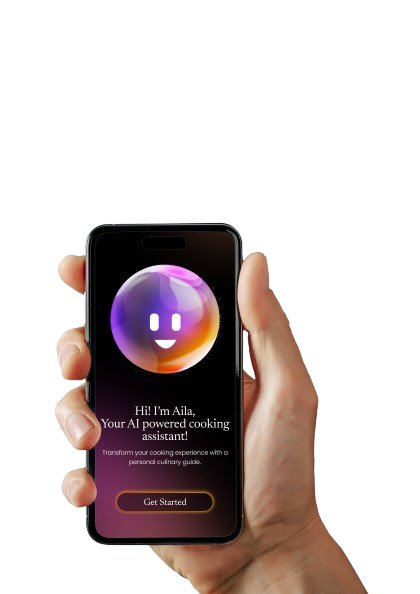 Hi! I'm Aila,
Your AI powered cooking
assistant!
Transform your cooking experience with a
personal culinary guide.
Get Started